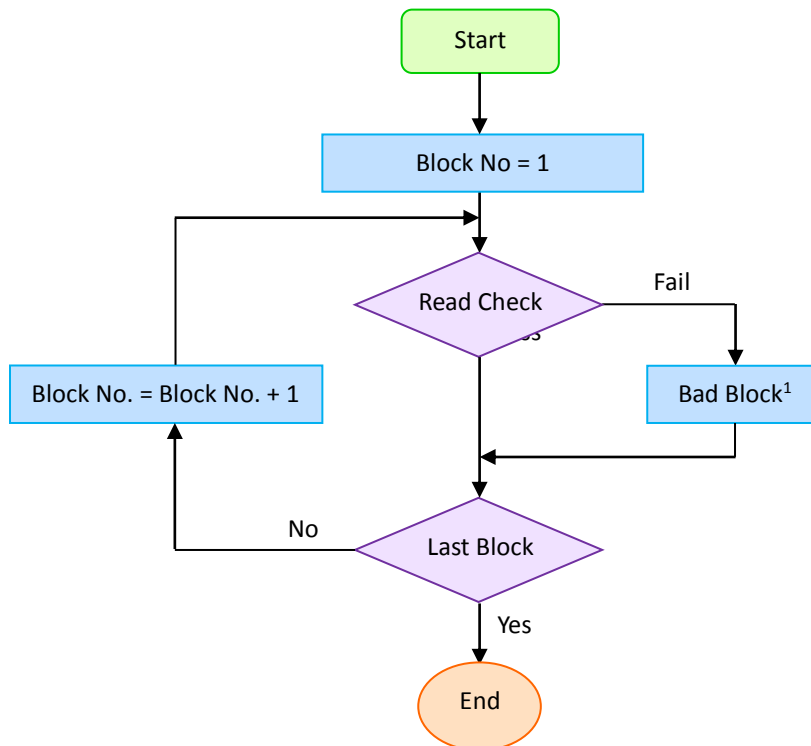 Start
Block No = 1
Read Check
Fail
Block No. = Block No. + 1
Bad Block¹
No
Last Block
Yes
End